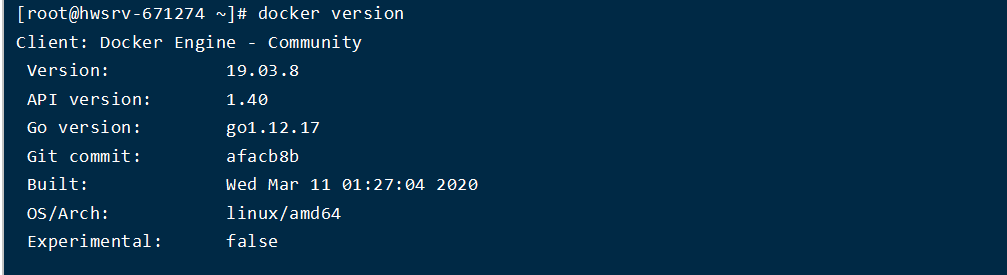 [root@hwsrv-671274 ~]# docker version
Client: Docker Engine - Community
 Version:           19.03.8
 API version:       1.40
 Go version:        go1.12.17
 Git commit:        afacb8b
 Built:             Wed Mar 11 01:27:04 2020
 OS/Arch:           linux/amd64
 Experimental:      false